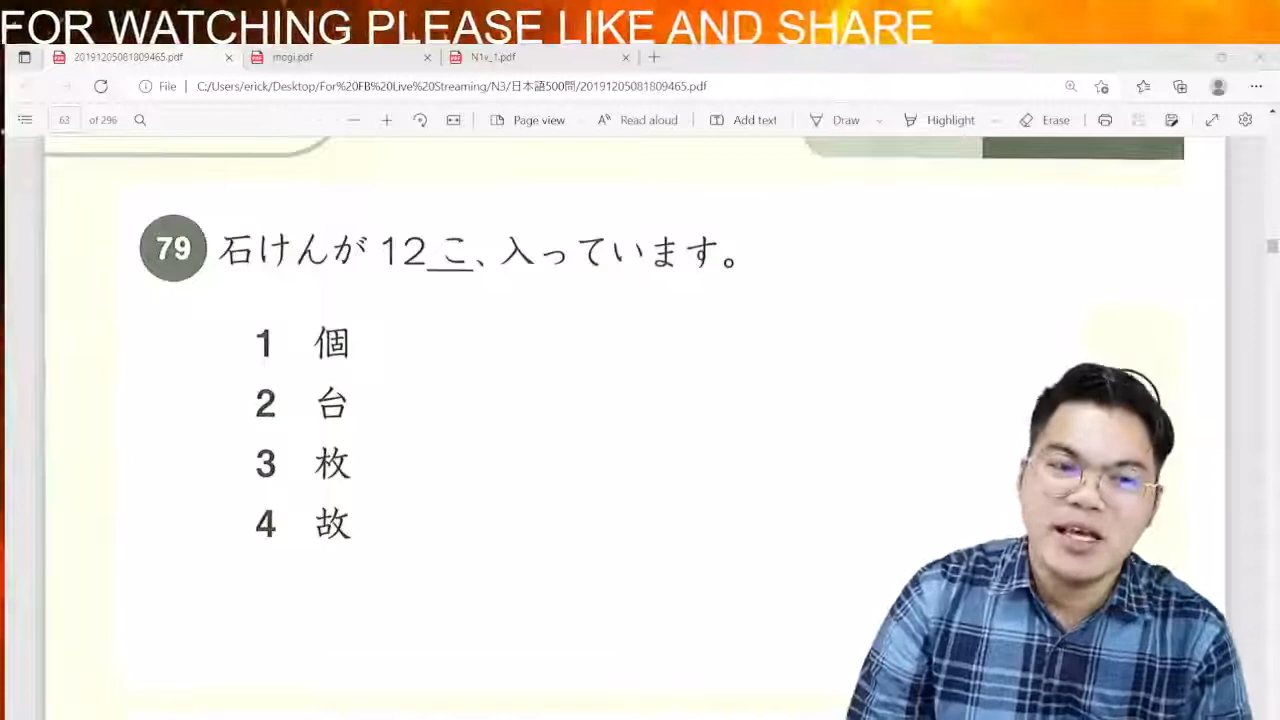 FOR WATCHING PLEASE LIKE AND SHARE
20191205081809465.pdf
mogi.pdf
N1v_1.pdf
File C:/Users/erick/Desktop/For%20FB%20Live%20Streaming/N3/日本語500問/20191205081809465.pdf
63 of 296 Page view Read aloud Add text Draw Highlight Erase
79 石けんが 12こ、入っています。
1 個
2 台
3 枚
4 故